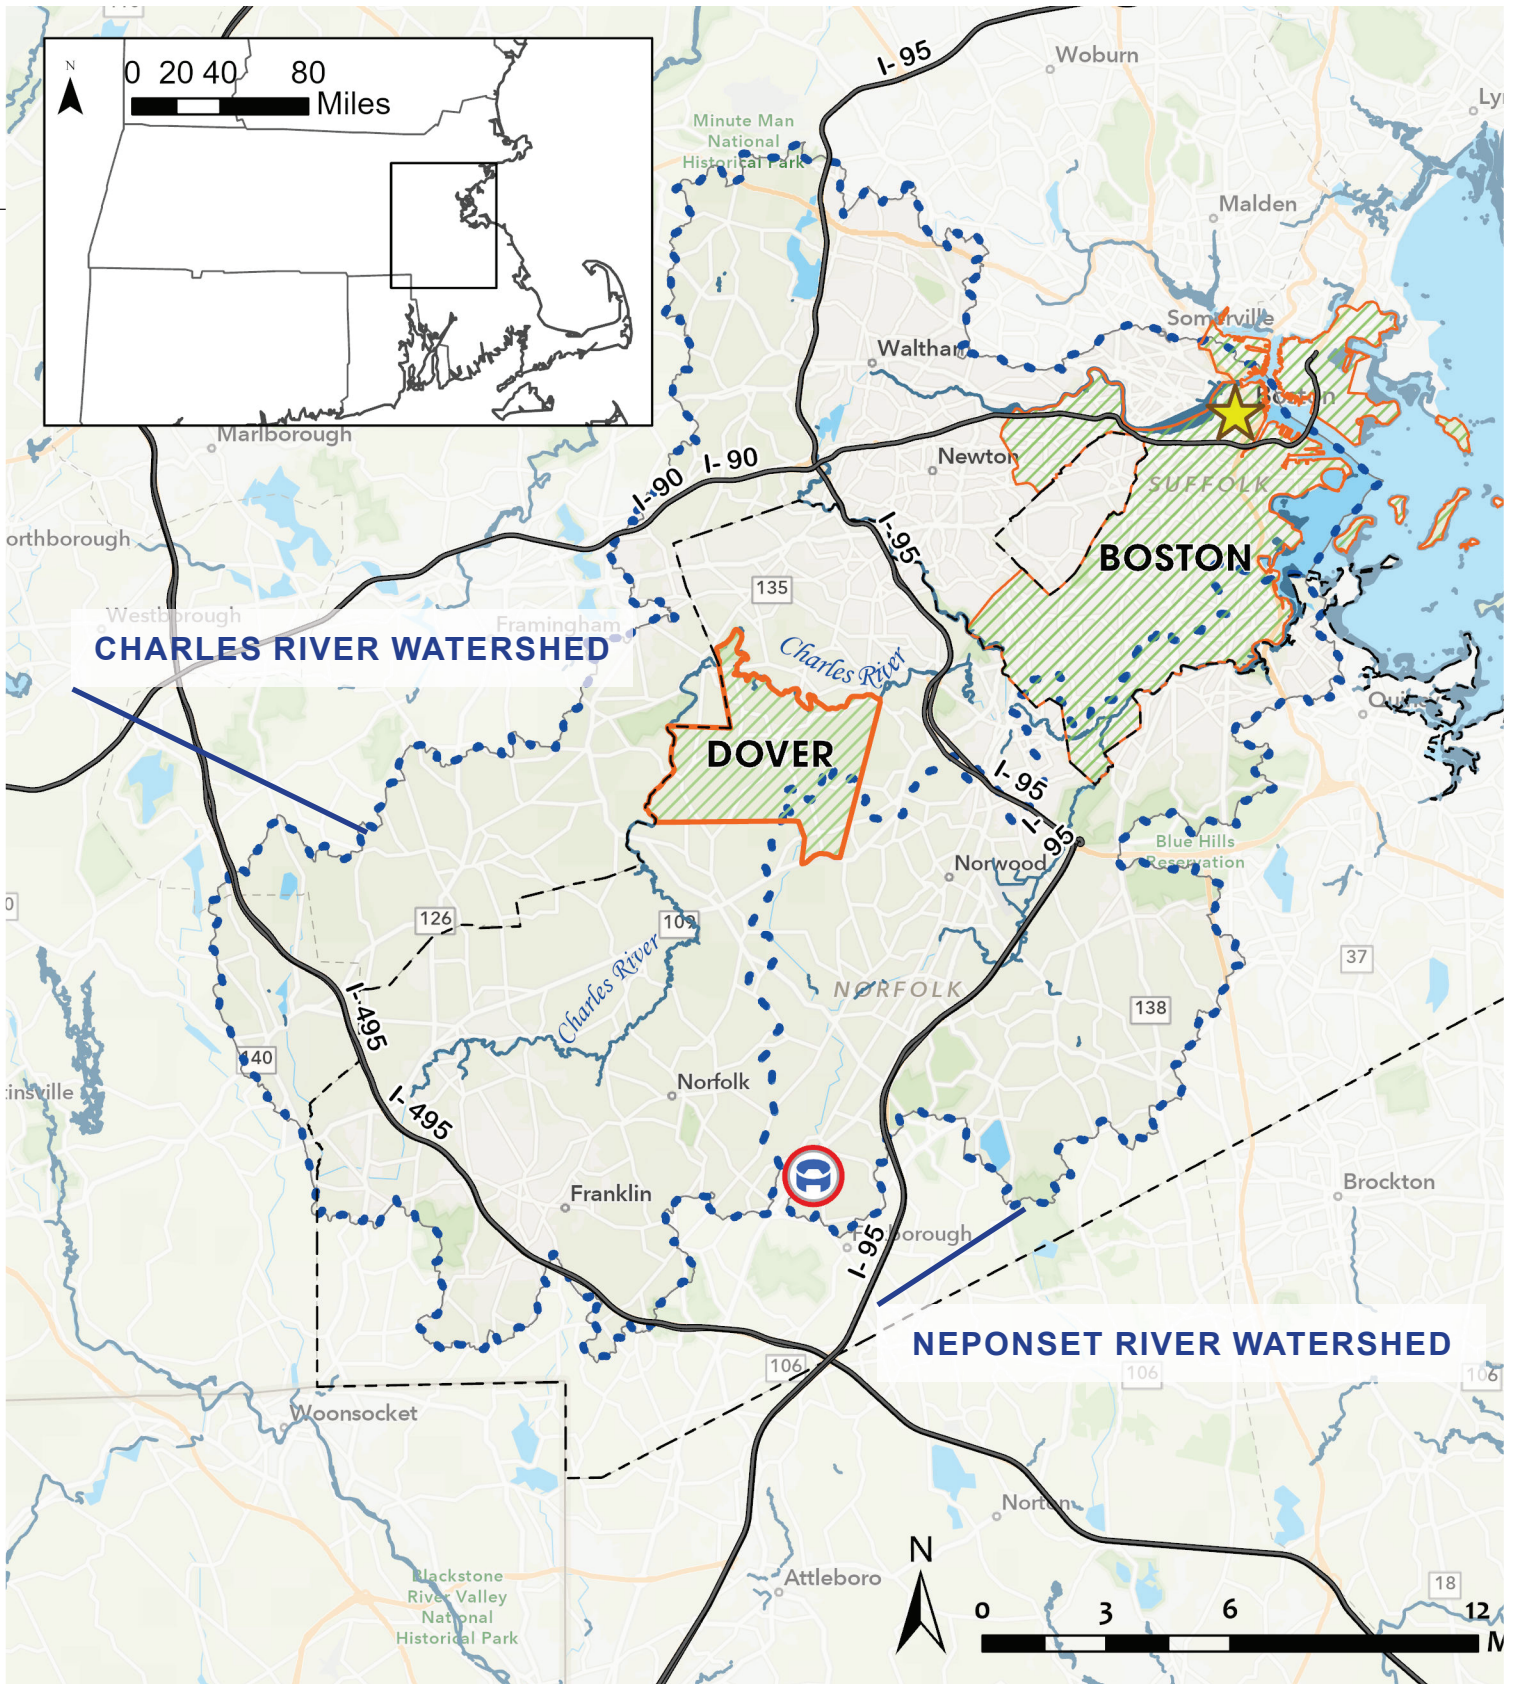 N
0 20 40 80
Miles
I-95
Woburn
Minute Man
National
Historical Park
Malden
Somerville
Waltham
Boston
Marlborough
I-90
I-90
Newton
SUFFOLK
orthborough
I-95
BOSTON
135
Westborough
Framingham
CHARLES RIVER WATERSHED
Charles River
DOVER
I-95
I-95
Blue Hills
Reservation
Norwood
126
109
37
Charles River
NORFOLK
138
I-495
140
Norfolk
tinsville
I-495
Franklin
Brockton
Foxborough
I-95
NEPONSET RIVER WATERSHED
106
106
106
Woonsocket
Norton
N
Blackstone
River Valley
National
Historical Park
Attleboro
18
0 3 6 12